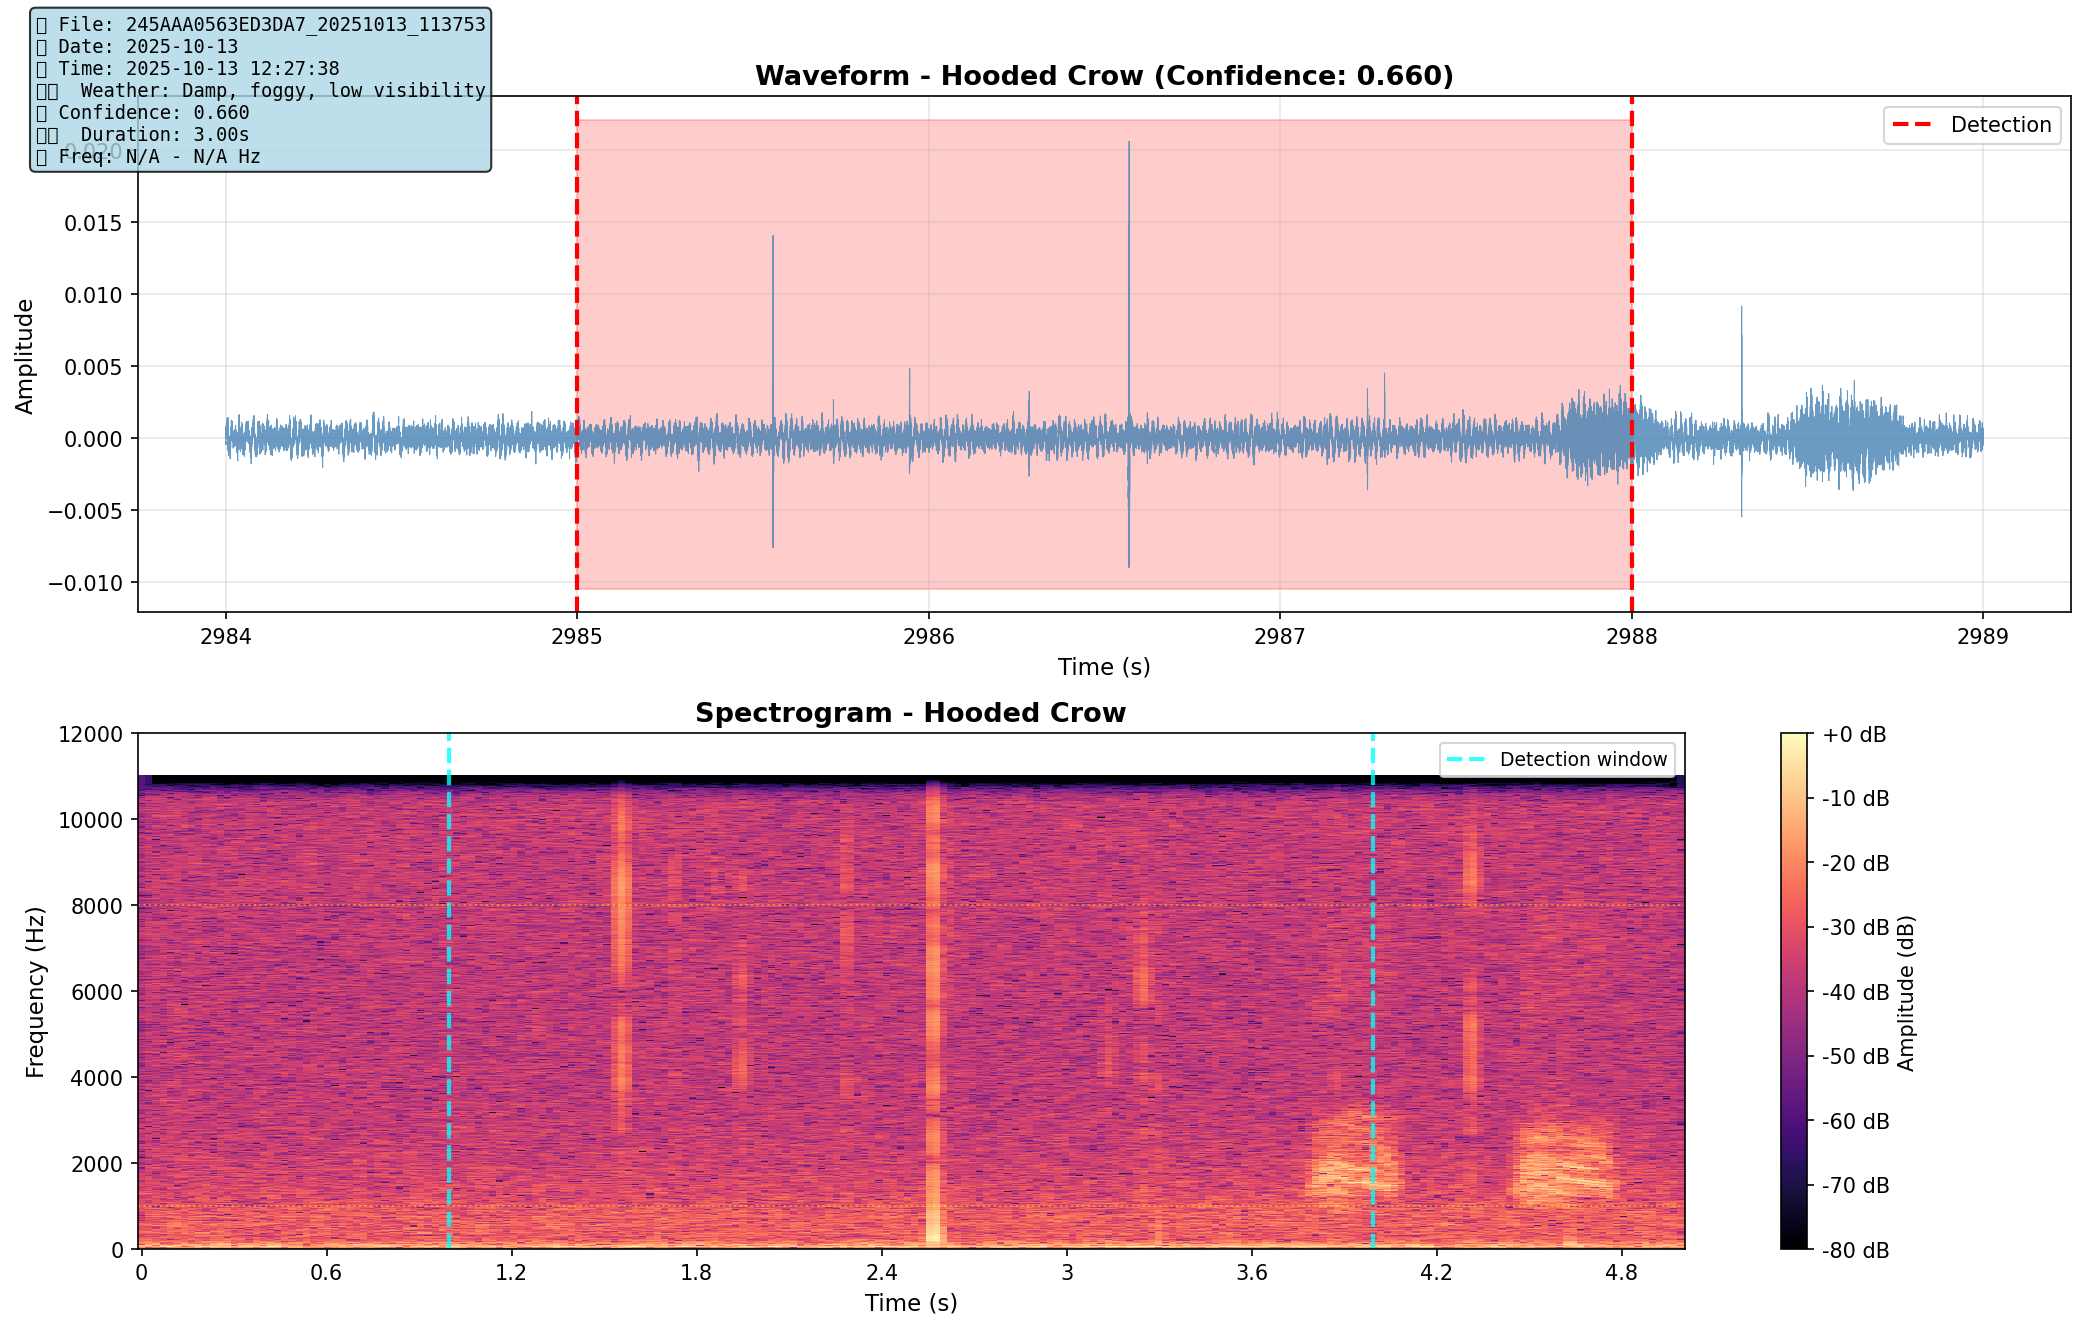 File: 245AAA0563ED3DA7_20251013_113753
Date: 2025-10-13
Time: 2025-10-13 12:27:38
Weather: Damp, foggy, low visibility
Confidence: 0.660
Duration: 3.00s
Freq: N/A - N/A Hz
Waveform - Hooded Crow (Confidence: 0.660)
Detection
Amplitude
0.020
0.015
0.010
0.005
0.000
−0.005
−0.010
2984 2985 2986 2987 2988 2989
Time (s)
Spectrogram - Hooded Crow
Detection window
Frequency (Hz)
12000
10000
8000
6000
4000
2000
0
0 0.6 1.2 1.8 2.4 3 3.6 4.2 4.8
Time (s)
+0 dB
-10 dB
-20 dB
-30 dB
-40 dB
-50 dB
-60 dB
-70 dB
-80 dB
Amplitude (dB)